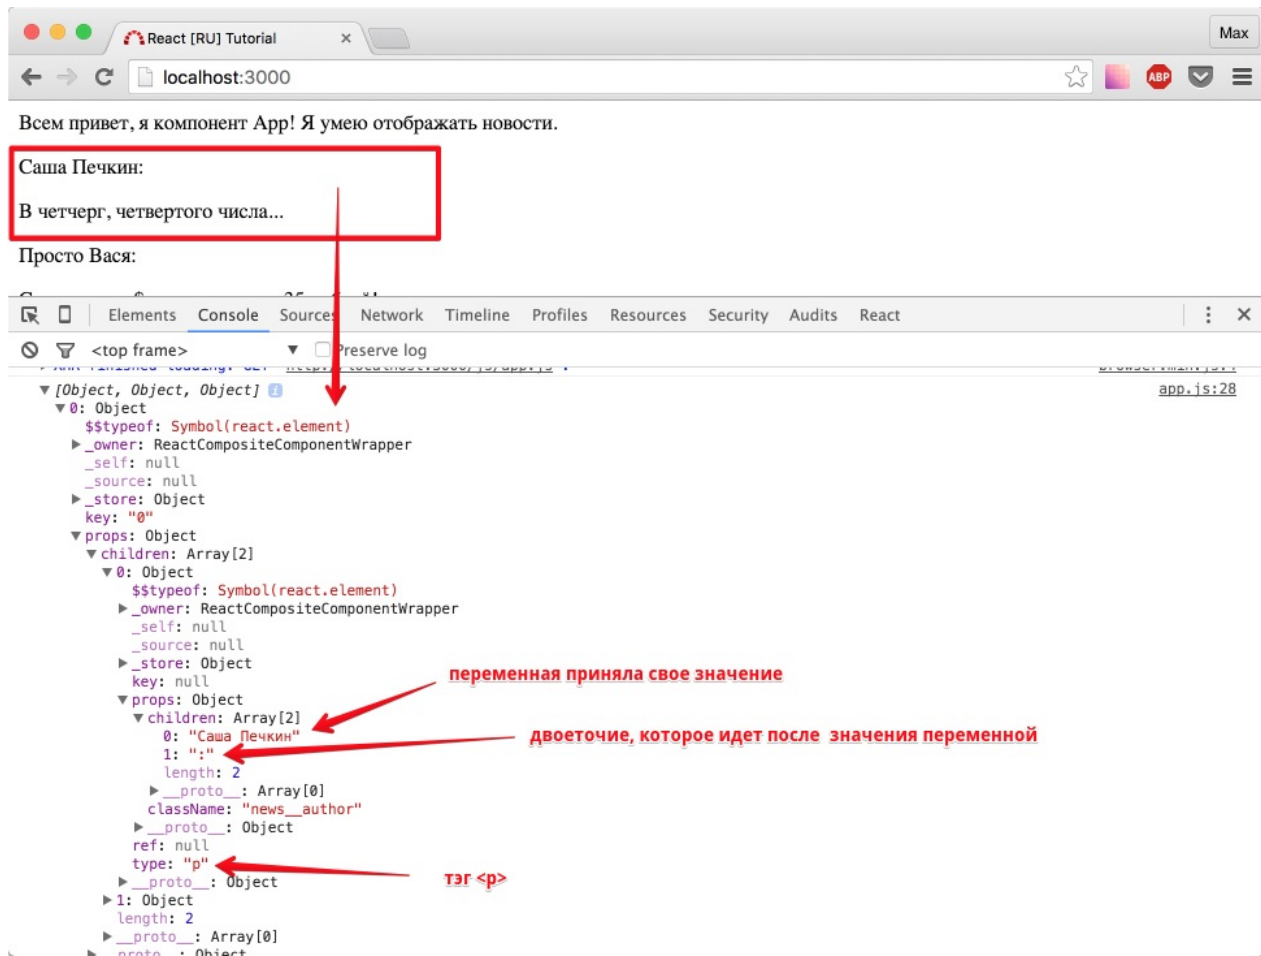 React [RU] Tutorial
Max
localhost:3000
ABP
Всем привет, я компонент App! Я умею отображать новости.
Саша Печкин:
В четчерг, четвертого числа...
Просто Вася:
Elements Console Sources Network Timeline Profiles Resources Security Audits React
<top frame> Preserve log
[Object, Object, Object] app.js:28
0: Object
$$typeof: Symbol(react.element)
_owner: ReactCompositeComponentWrapper
_self: null
_source: null
_store: Object
key: "0"
props: Object
children: Array[2]
0: Object
$$typeof: Symbol(react.element)
_owner: ReactCompositeComponentWrapper
_self: null
_source: null
_store: Object
key: null
props: Object
children: Array[2]
0: "Саша Печкин"
1: ":"
length: 2
__proto__: Array[0]
className: "news__author"
__proto__: Object
ref: null
type: "p"
__proto__: Object
1: Object
length: 2
__proto__: Array[0]
__proto__: Object
переменная приняла свое значение
двоеточие, которое идет после значения переменной
тэг <p>